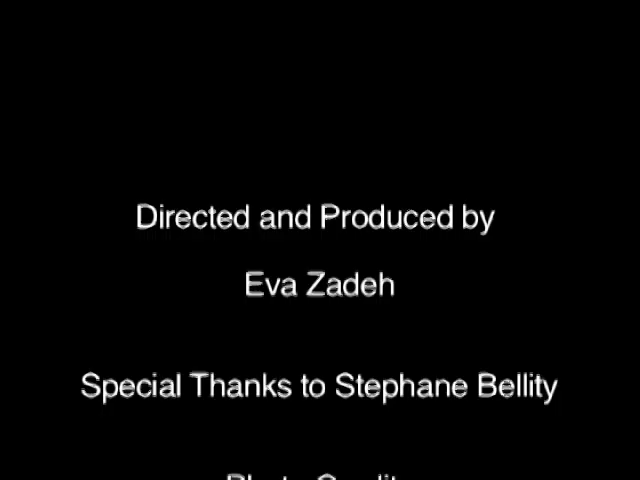 Directed and Produced by
Eva Zadeh
Special Thanks to Stephane Bellity